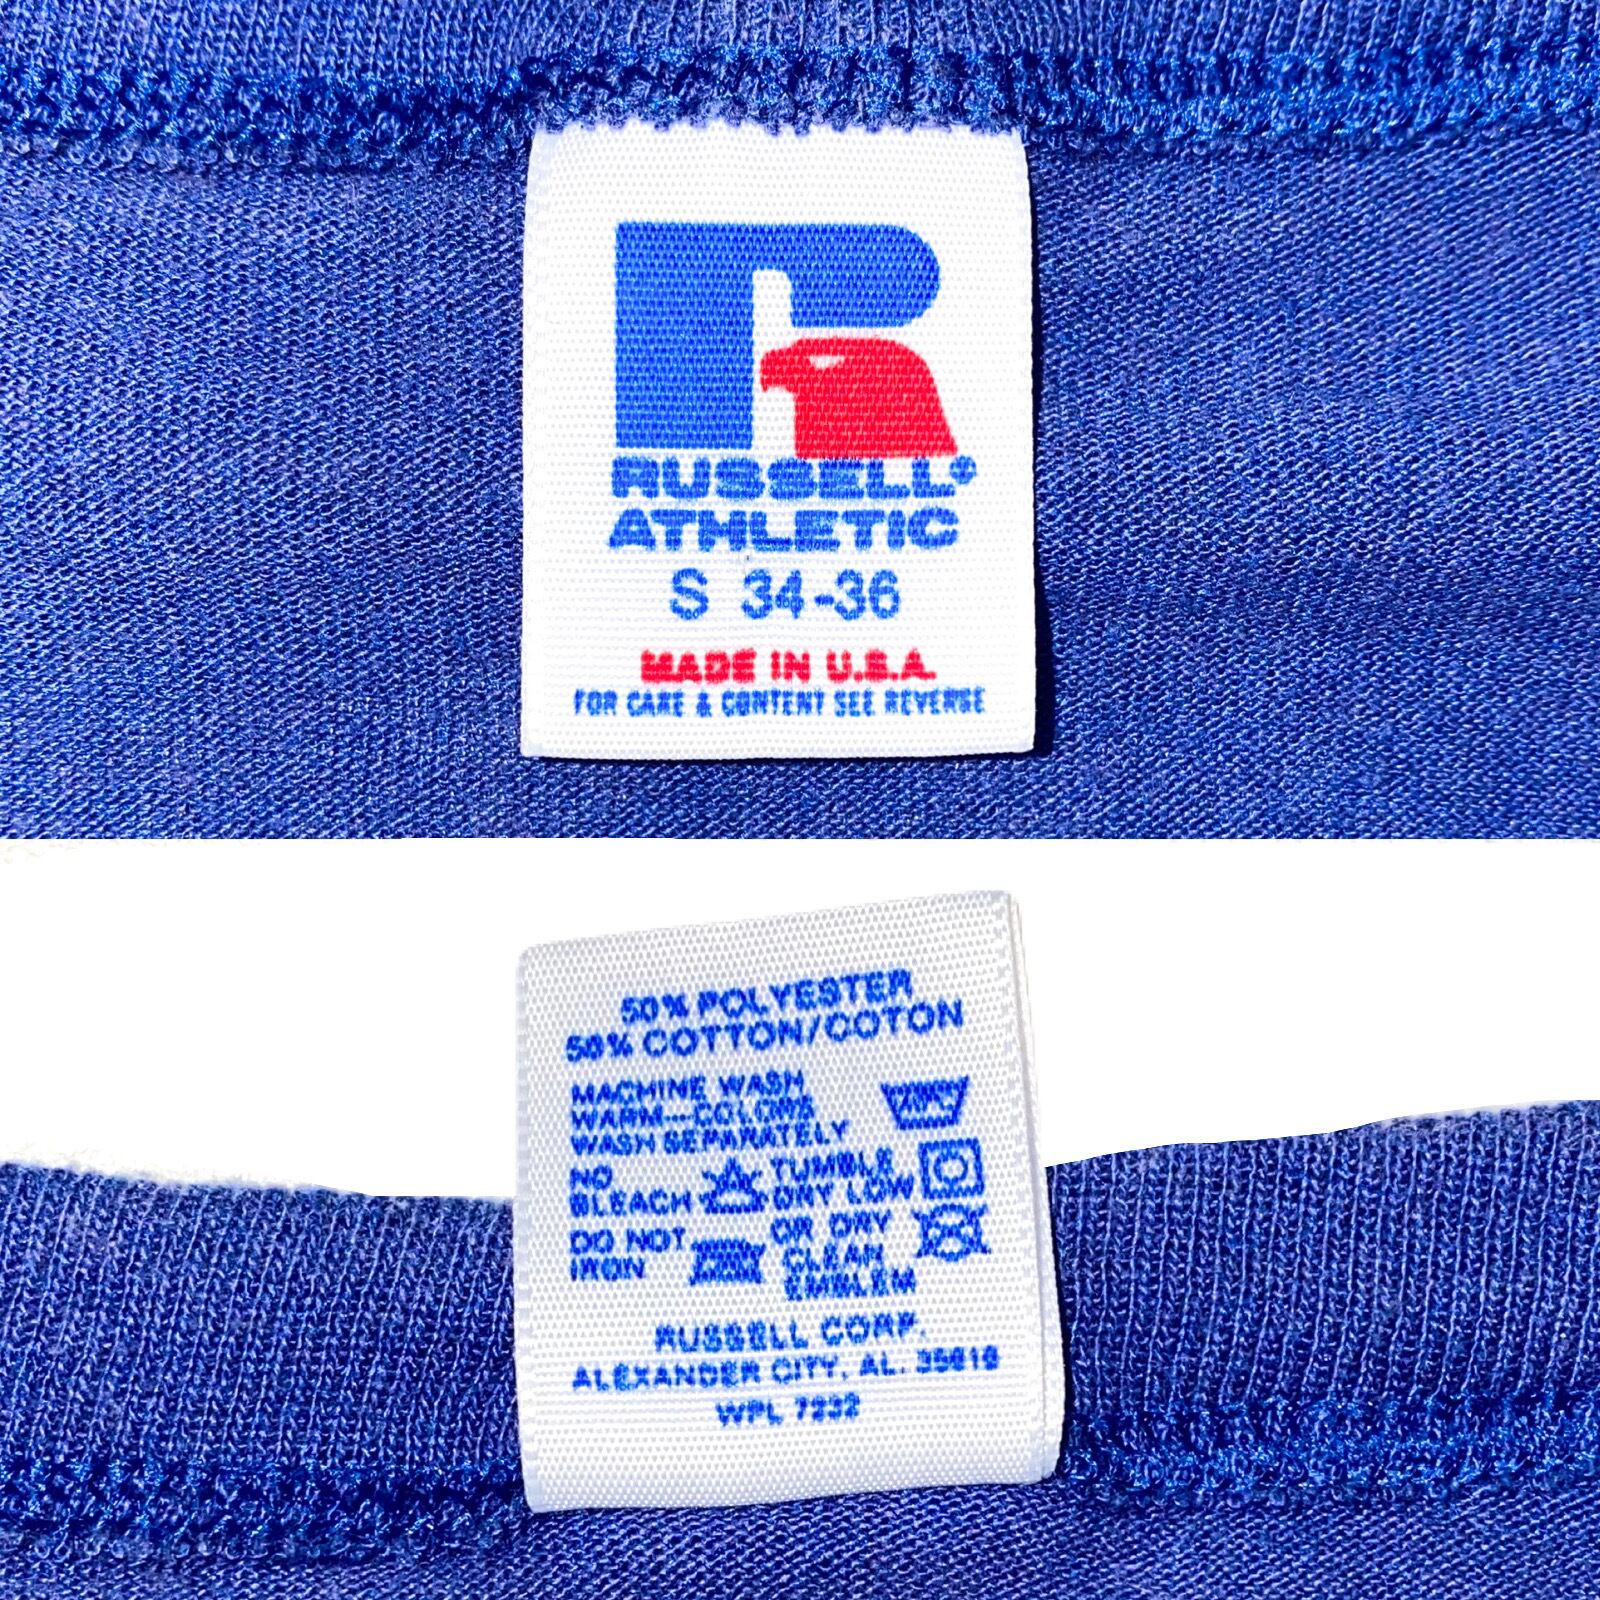 RUSSELL®
ATHLETIC
S 34-36
MADE IN U.S.A.
FOR CARE & CONTENT SEE REVERSE
50% POLYESTER
50% COTTON/COTON
MACHINE WASH
WARM—COLORS
WASH SEPARATELY
NO
BLEACH
TUMBLE
DRY LOW
DO NOT
IRON
OR DRY
CLEAN
EMBLEM
RUSSELL CORP.
ALEXANDER CITY, AL. 35010
WPL 7232